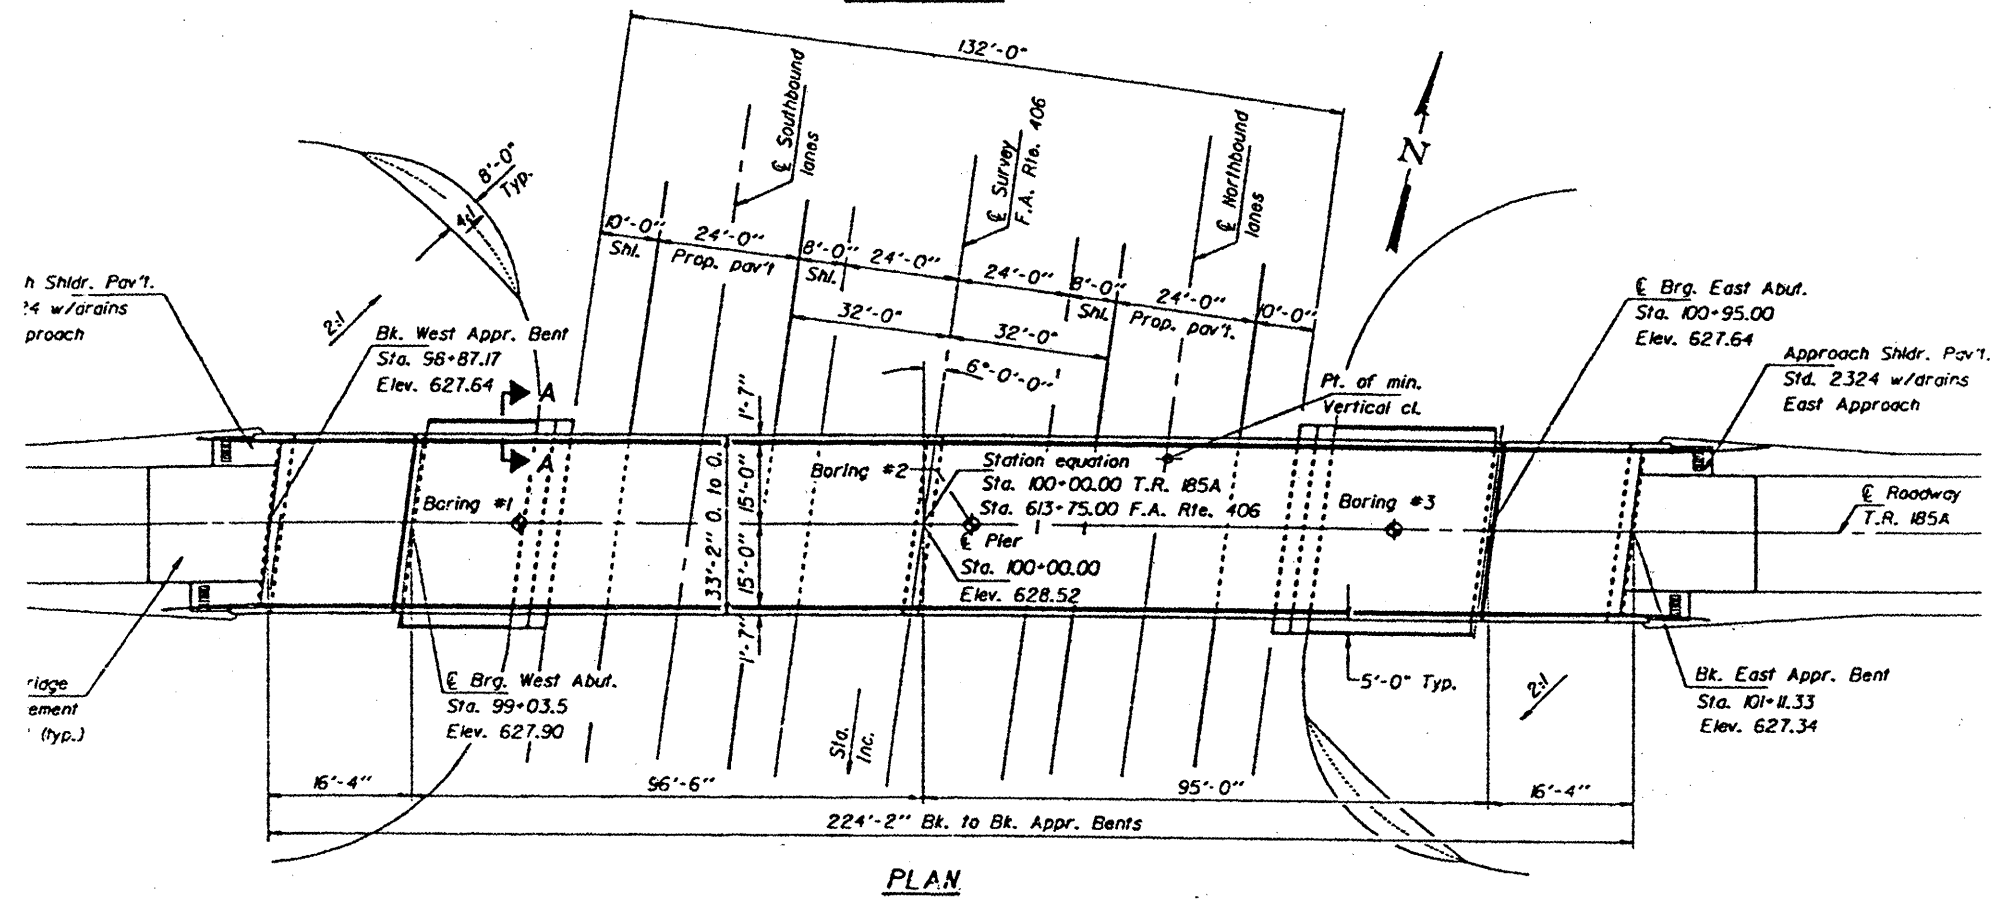 132'-0"
℄ Southbound
lanes
℄ Survey
F.A. Rte. 406
℄ Northbound
lanes
N
8'-0"
Typ.
4:1
10'-0"
Shl.
24'-0"
Prop. pav't
8'-0"
Shl.
24'-0"
24'-0"
8'-0"
Shl.
24'-0"
Prop. pav't.
10'-0"
32'-0"
32'-0"
6°-0'-0"
2:1
h Shldr. Pav't.
24 w/drains
proach
Bk. West Appr. Bent
Sta. 98+87.17
Elev. 627.64
A
A
℄ Brg. East Abut.
Sta. 100+95.00
Elev. 627.64
Approach Shldr. Pav't.
Std. 2324 w/drains
East Approach
Pt. of min.
Vertical cl.
1'-7"
15'-0"
15'-0"
1'-7"
33'-2" O. to O.
Boring #1
Boring #2
Station equation
Sta. 100+00.00 T.R. 185A
Sta. 613+75.00 F.A. Rte. 406
℄ Pier
Sta. 100+00.00
Elev. 628.52
Boring #3
℄ Roadway
T.R. 185A
ridge
ement
(typ.)
℄ Brg. West Abut.
Sta. 99+03.5
Elev. 627.90
Sta.
Inc.
5'-0" Typ.
2:1
Bk. East Appr. Bent
Sta. 101+11.33
Elev. 627.34
16'-4"
96'-6"
95'-0"
16'-4"
224'-2" Bk. to Bk. Appr. Bents
PLAN